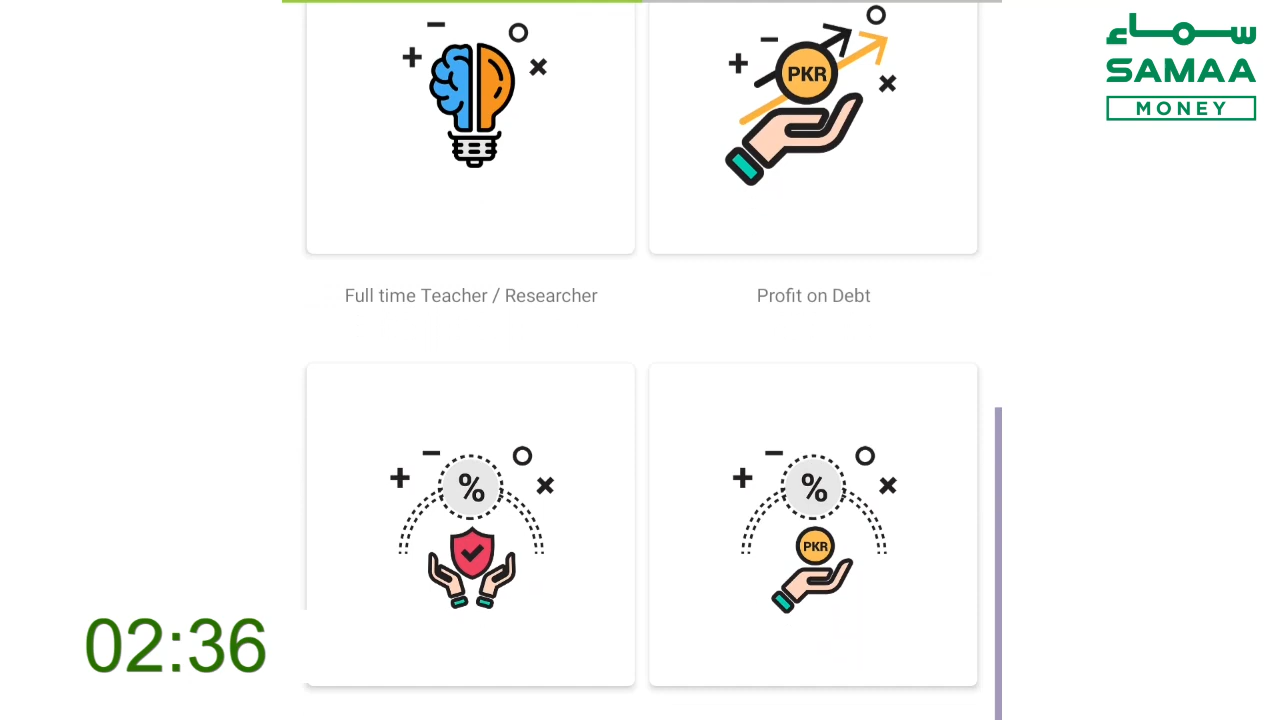 PKR
سماء
SAMAA
MONEY
Full time Teacher / Researcher
Profit on Debt
%
%
PKR
02:36